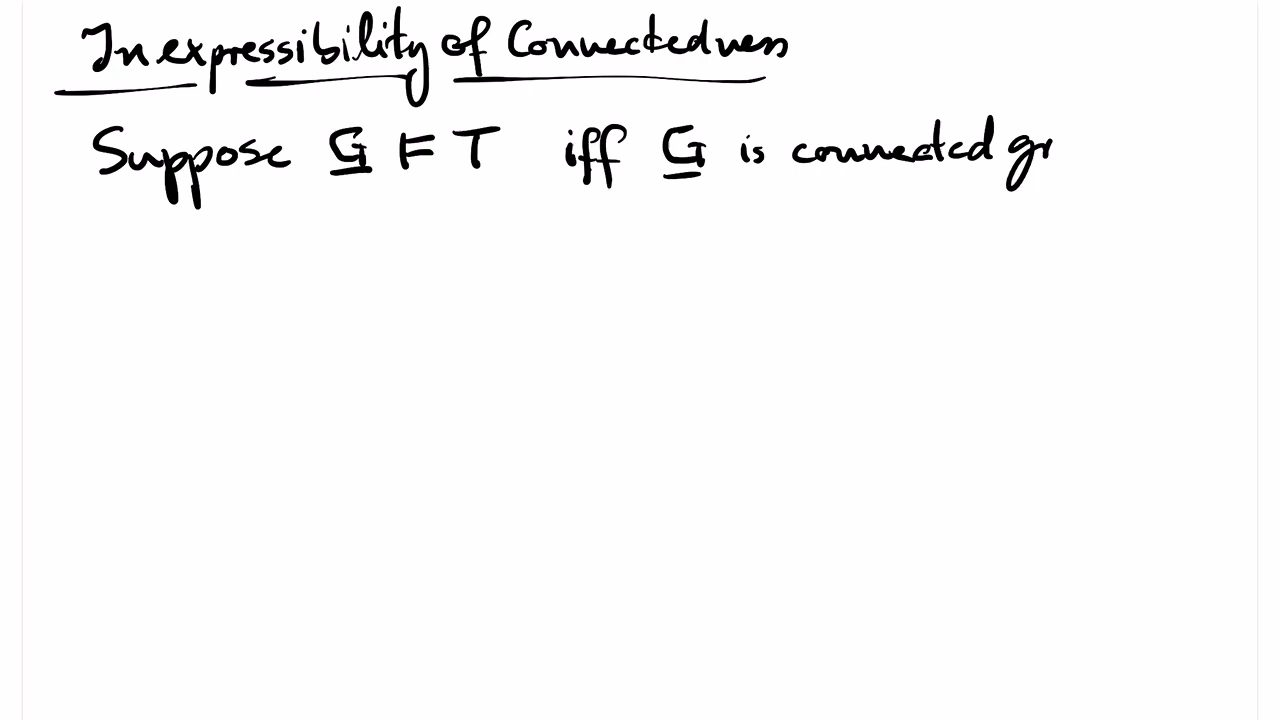 Inexpressibility of Connectedness
Suppose G ⊨ T iff G is connected gr